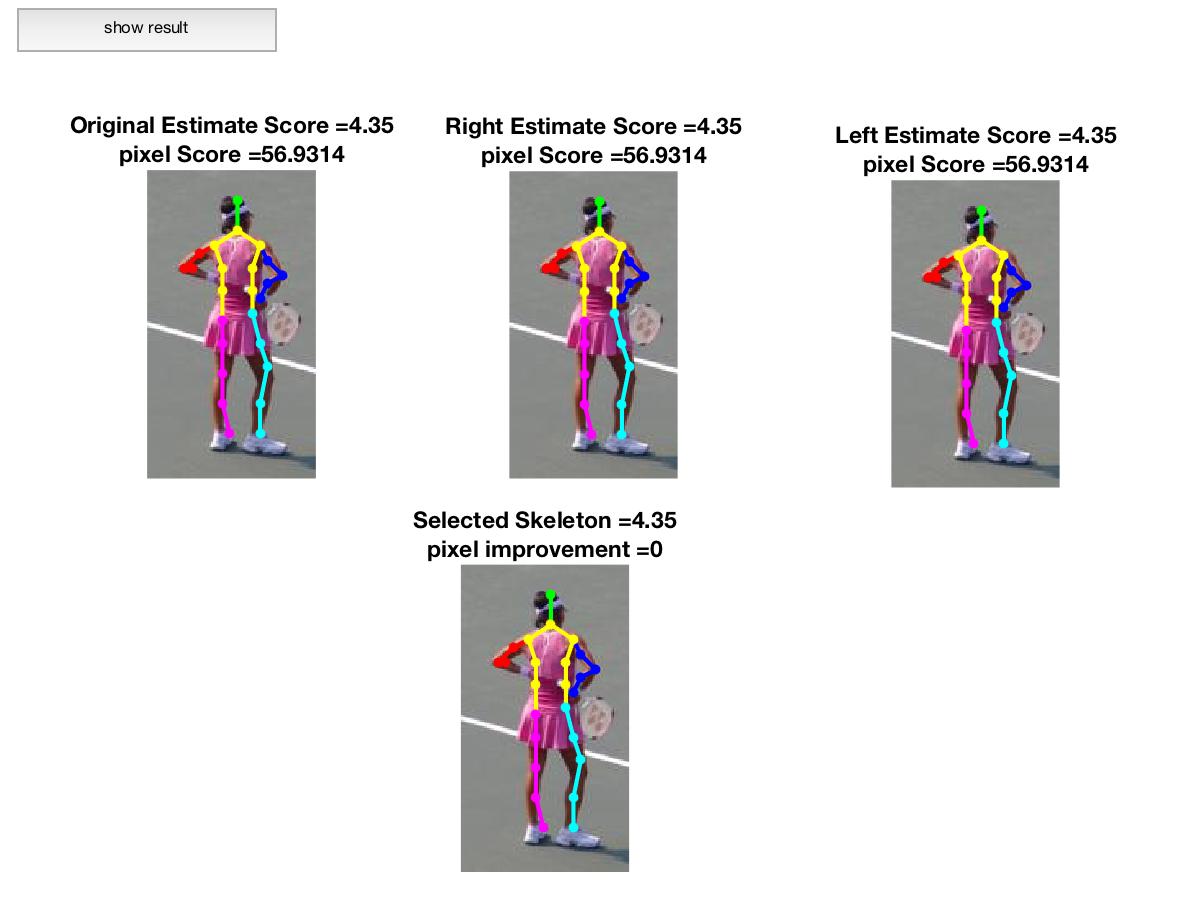 show result
Original Estimate Score =4.35
pixel Score =56.9314
Right Estimate Score =4.35
pixel Score =56.9314
Left Estimate Score =4.35
pixel Score =56.9314
Selected Skeleton =4.35
pixel improvement =0